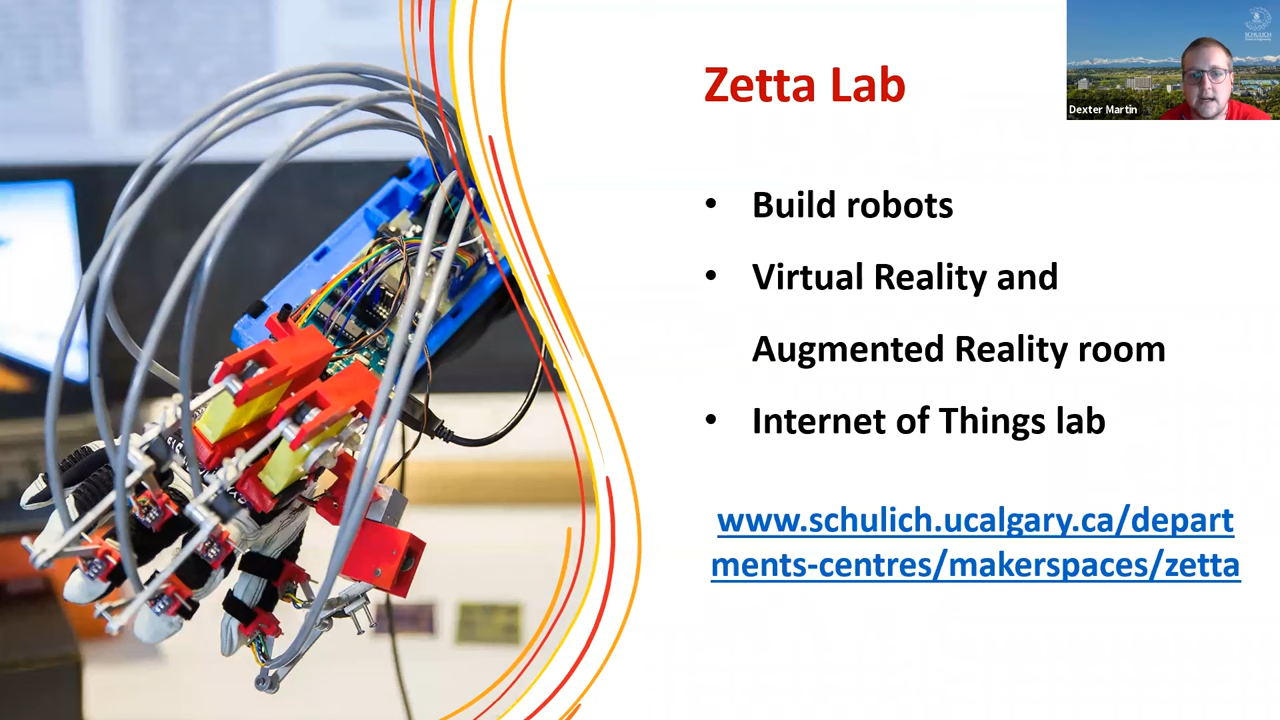 Zetta Lab
SCHULICH
Dexter Martin
• Build robots
• Virtual Reality and
Augmented Reality room
• Internet of Things lab
www.schulich.ucalgary.ca/depart
ments-centres/makerspaces/zetta